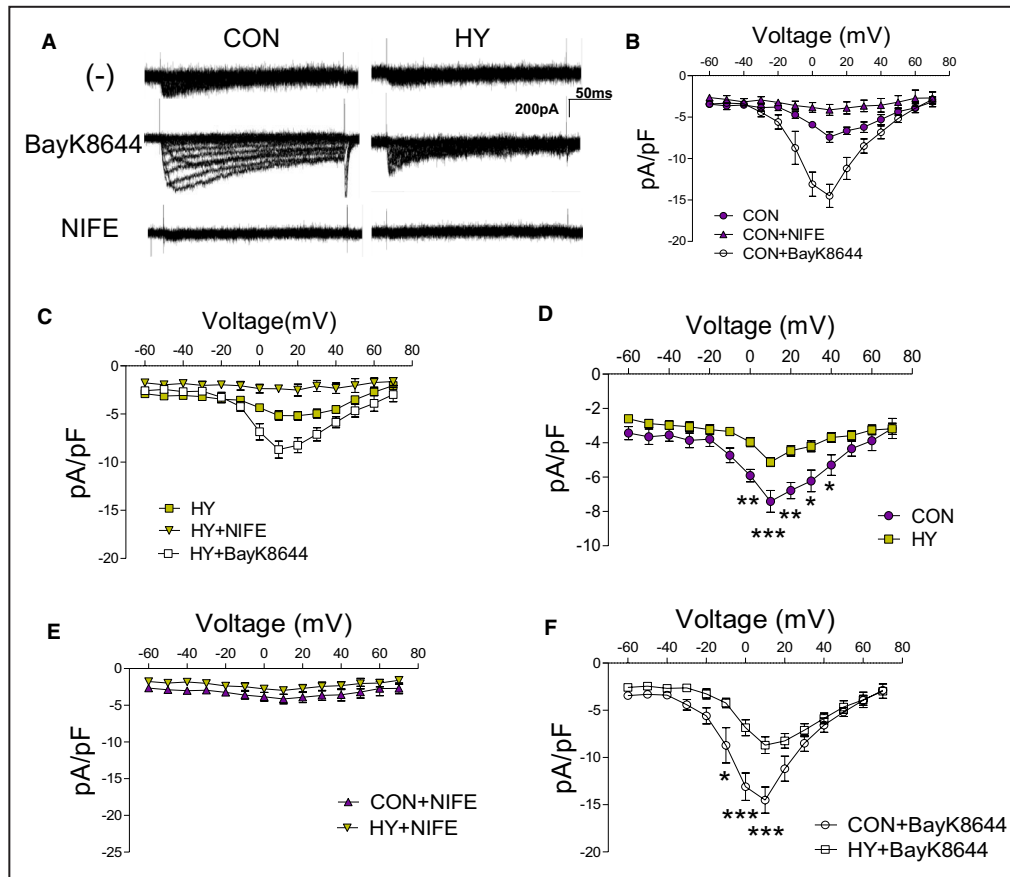 A
CON
HY
(-)
50ms
200pA
BayK8644
NIFE
B
Voltage (mV)
-60 -40 -20 0 20 40 60 80
0
-5
-10
-15
-20
pA/pF
CON
CON+NIFE
CON+BayK8644
C
Voltage(mV)
-60 -40 -20 0 20 40 60 80
0
-5
-10
-15
-20
pA/pF
HY
HY+NIFE
HY+BayK8644
D
Voltage (mV)
-60 -40 -20 0 20 40 60 80
0
-2
-4
-6
-8
-10
pA/pF
** *** ** * *
CON
HY
E
Voltage (mV)
-60 -40 -20 0 20 40 60 80
0
-5
-10
-15
-20
-25
pA/pF
CON+NIFE
HY+NIFE
F
Voltage (mV)
-60 -40 -20 0 20 40 60 80
0
-5
-10
-15
-20
pA/pF
*
***
***
CON+BayK8644
HY+BayK8644